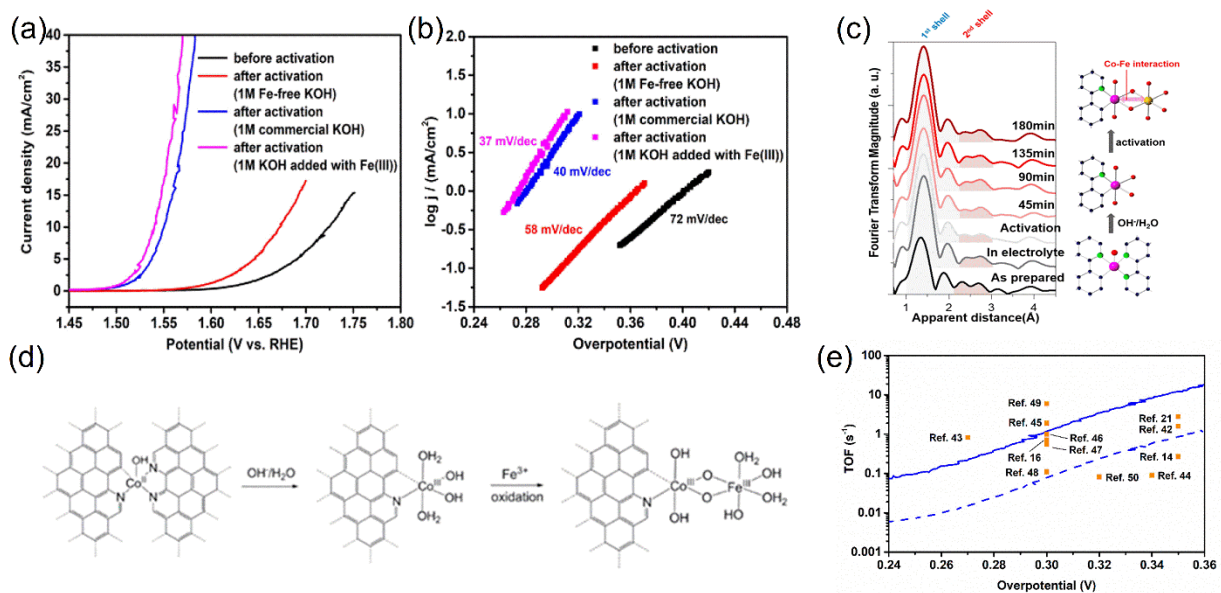 (a)
40
35
30
25
20
15
10
5
0
Current density (mA/cm²)
before activation
after activation
(1M Fe-free KOH)
after activation
(1M commercial KOH)
after activation
(1M KOH added with Fe(III))
1.45 1.50 1.55 1.60 1.65 1.70 1.75 1.80
Potential (V vs. RHE)
(b)
2.0
1.5
1.0
0.5
0.0
-0.5
-1.0
-1.5
log j / (mA/cm²)
before activation
after activation
(1M Fe-free KOH)
after activation
(1M commercial KOH)
after activation
(1M KOH added with Fe(III))
37 mV/dec
40 mV/dec
58 mV/dec
72 mV/dec
0.24 0.28 0.32 0.36 0.40 0.44 0.48
Overpotential (V)
(c)
1st shell
2nd shell
Fourier Transform Magnitude (a. u.)
180min
135min
90min
45min
Activation
In electrolyte
As prepared
1 2 3 4
Apparent distance(Å)
Co-Fe interaction
activation
OH⁻/H₂O
(d)
OH
N
Co
II
N
N
OH⁻/H₂O
OH₂
OH
Co
III
N
OH
OH₂
Fe³⁺
oxidation
OH
OH₂
OH
O
Co
III
Fe
III
N
O
OH₂
OH
HO
(e)
100
10
1
0.1
0.01
0.001
TOF (s⁻¹)
Ref. 49
Ref. 45
Ref. 43
Ref. 46
Ref. 47
Ref. 16
Ref. 48
Ref. 21
Ref. 42
Ref. 14
Ref. 50
Ref. 44
0.24 0.26 0.28 0.30 0.32 0.34 0.36
Overpotential (V)